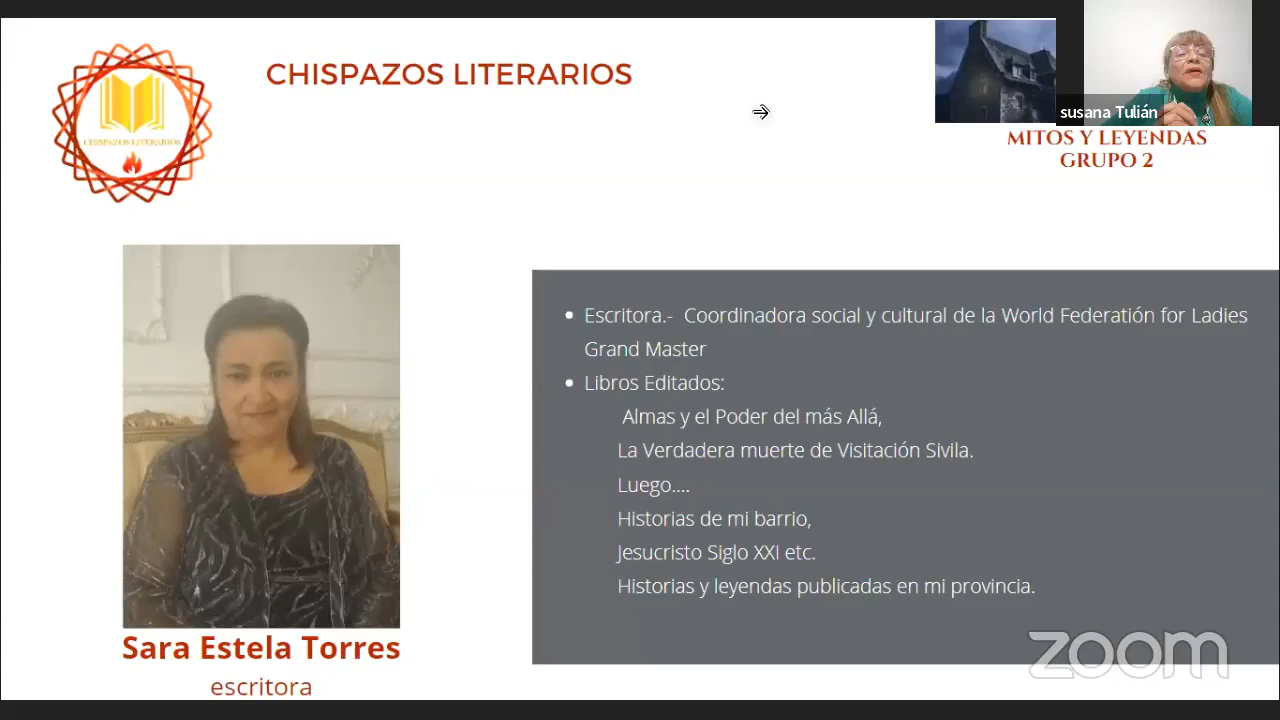 CHISPAZOS LITERARIOS
CHISPAZOS LITERARIOS
susana Tulián
MITOS Y LEYENDAS
GRUPO 2
Escritora.- Coordinadora social y cultural de la World Federatión for Ladies
Grand Master
Libros Editados:
Almas y el Poder del más Allá,
La Verdadera muerte de Visitación Sivila.
Luego....
Historias de mi barrio,
Jesucristo Siglo XXI etc.
Historias y leyendas publicadas en mi provincia.
Sara Estela Torres
escritora
zoom